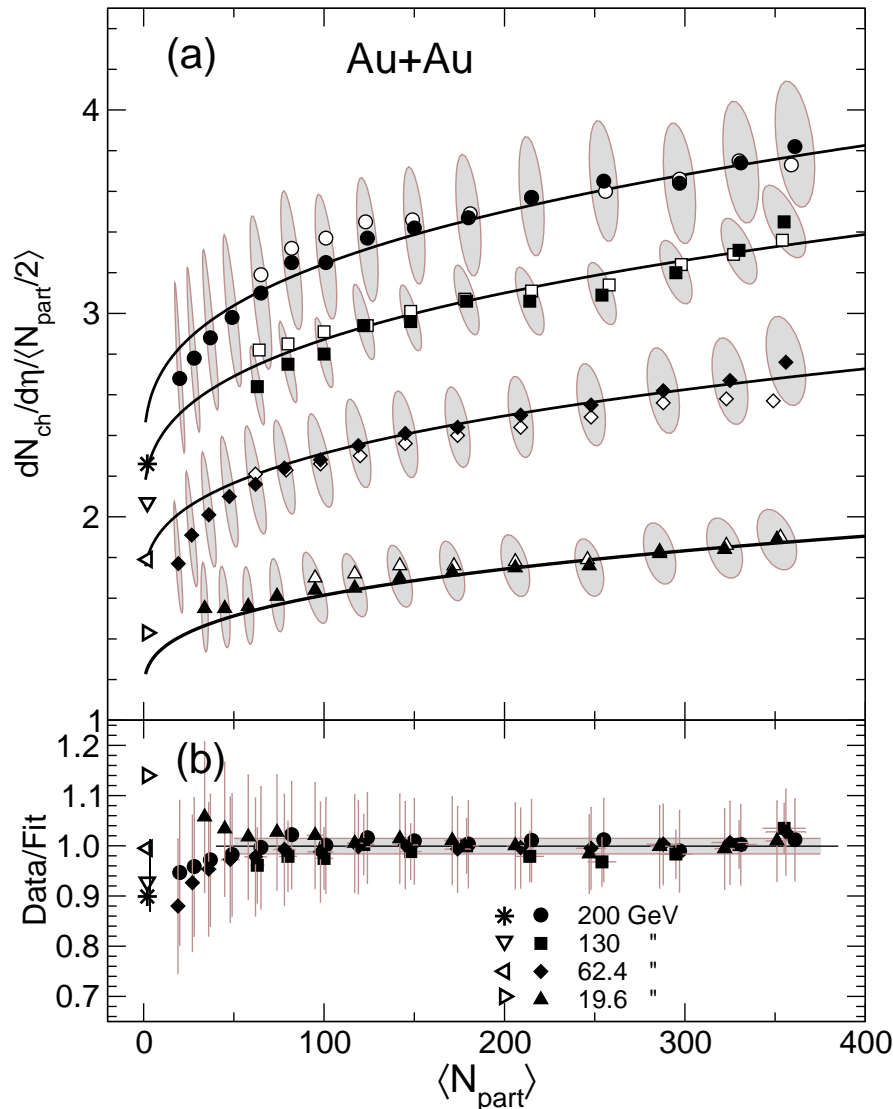 (a) Au+Au
4
3
2
1
dN_ch/dη/⟨N_part/2⟩
(b)
1.2
1.1
1.0
0.9
0.8
0.7
Data/Fit
200 GeV
130 "
62.4 "
19.6 "
0 100 200 300 400
⟨N_part⟩